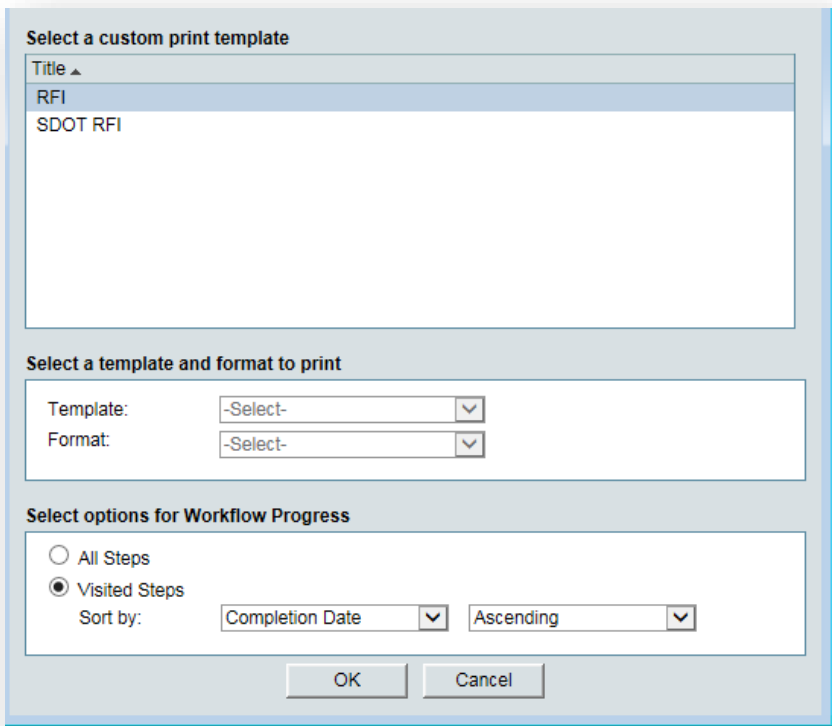 Select a custom print template
Title
RFI
SDOT RFI
Select a template and format to print
Template: -Select-
Format: -Select-
Select options for Workflow Progress
All Steps
Visited Steps
Sort by: Completion Date Ascending
OK Cancel